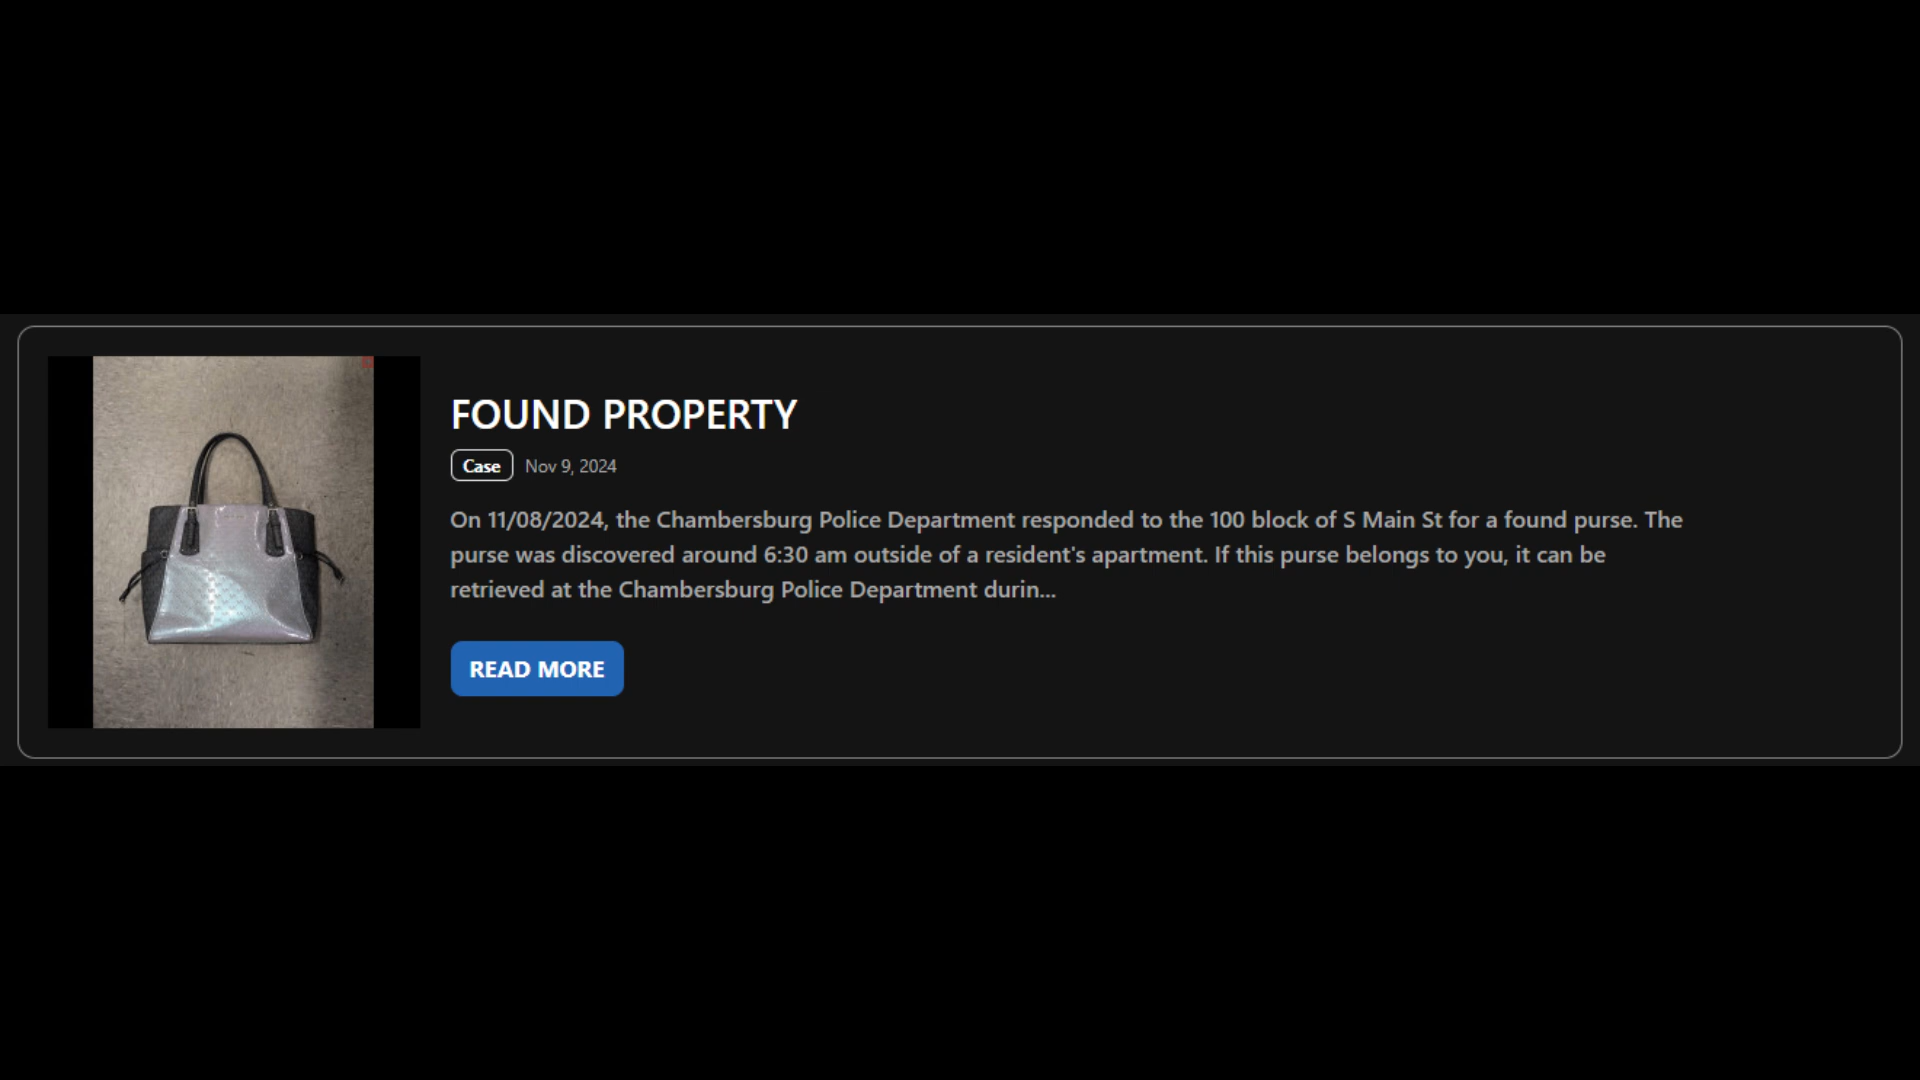 FOUND PROPERTY
Case Nov 9, 2024
On 11/08/2024, the Chambersburg Police Department responded to the 100 block of S Main St for a found purse. The
purse was discovered around 6:30 am outside of a resident's apartment. If this purse belongs to you, it can be
retrieved at the Chambersburg Police Department durin...
READ MORE